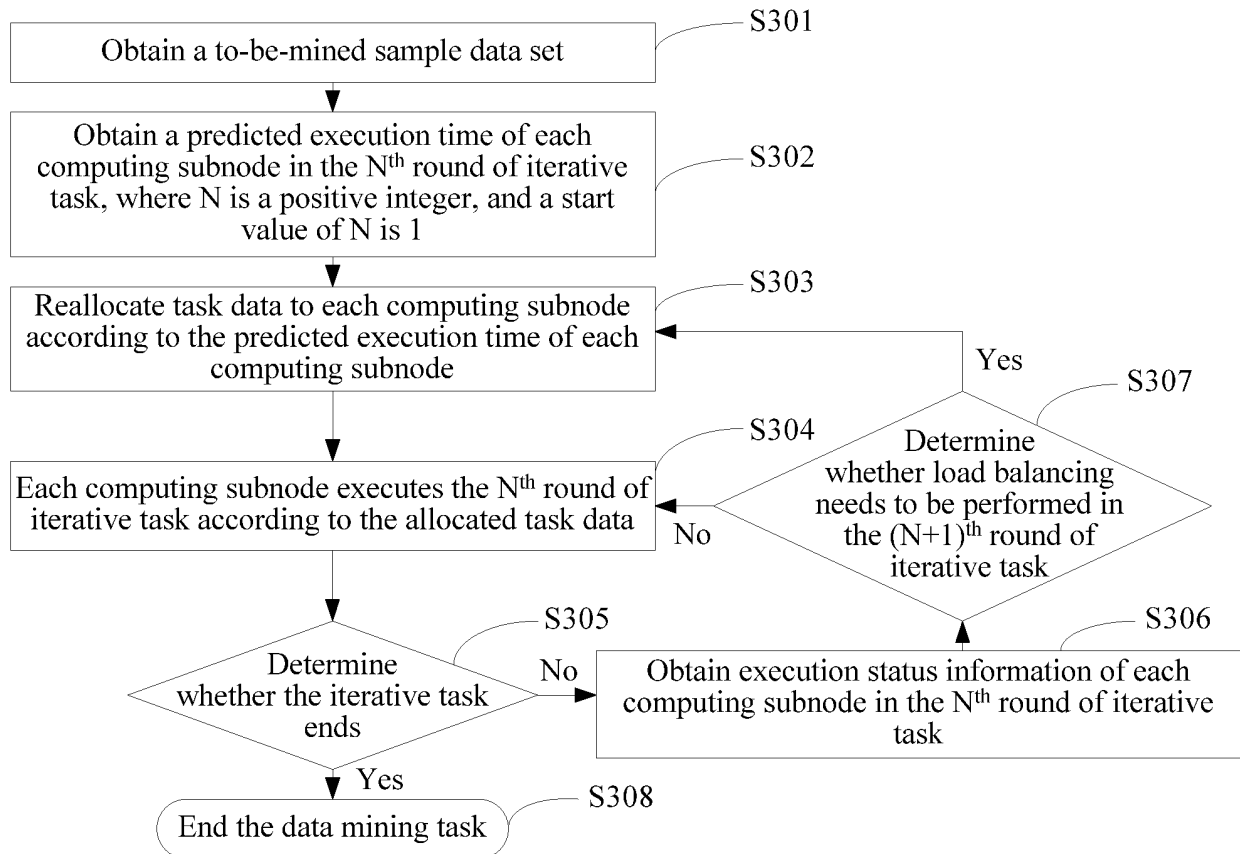 S301
Obtain a to-be-mined sample data set
Obtain a predicted execution time of each
computing subnode in the Nth round of iterative
task, where N is a positive integer, and a start
value of N is 1
S302
S303
Reallocate task data to each computing subnode
according to the predicted execution time of each
computing subnode
Yes
S307
S304
Each computing subnode executes the Nth round of
iterative task according to the allocated task data
No
Determine
whether load balancing
needs to be performed in
the (N+1)th round of
iterative task
S305
Determine
whether the iterative task
ends
No
S306
Obtain execution status information of each
computing subnode in the Nth round of iterative
task
Yes
S308
End the data mining task